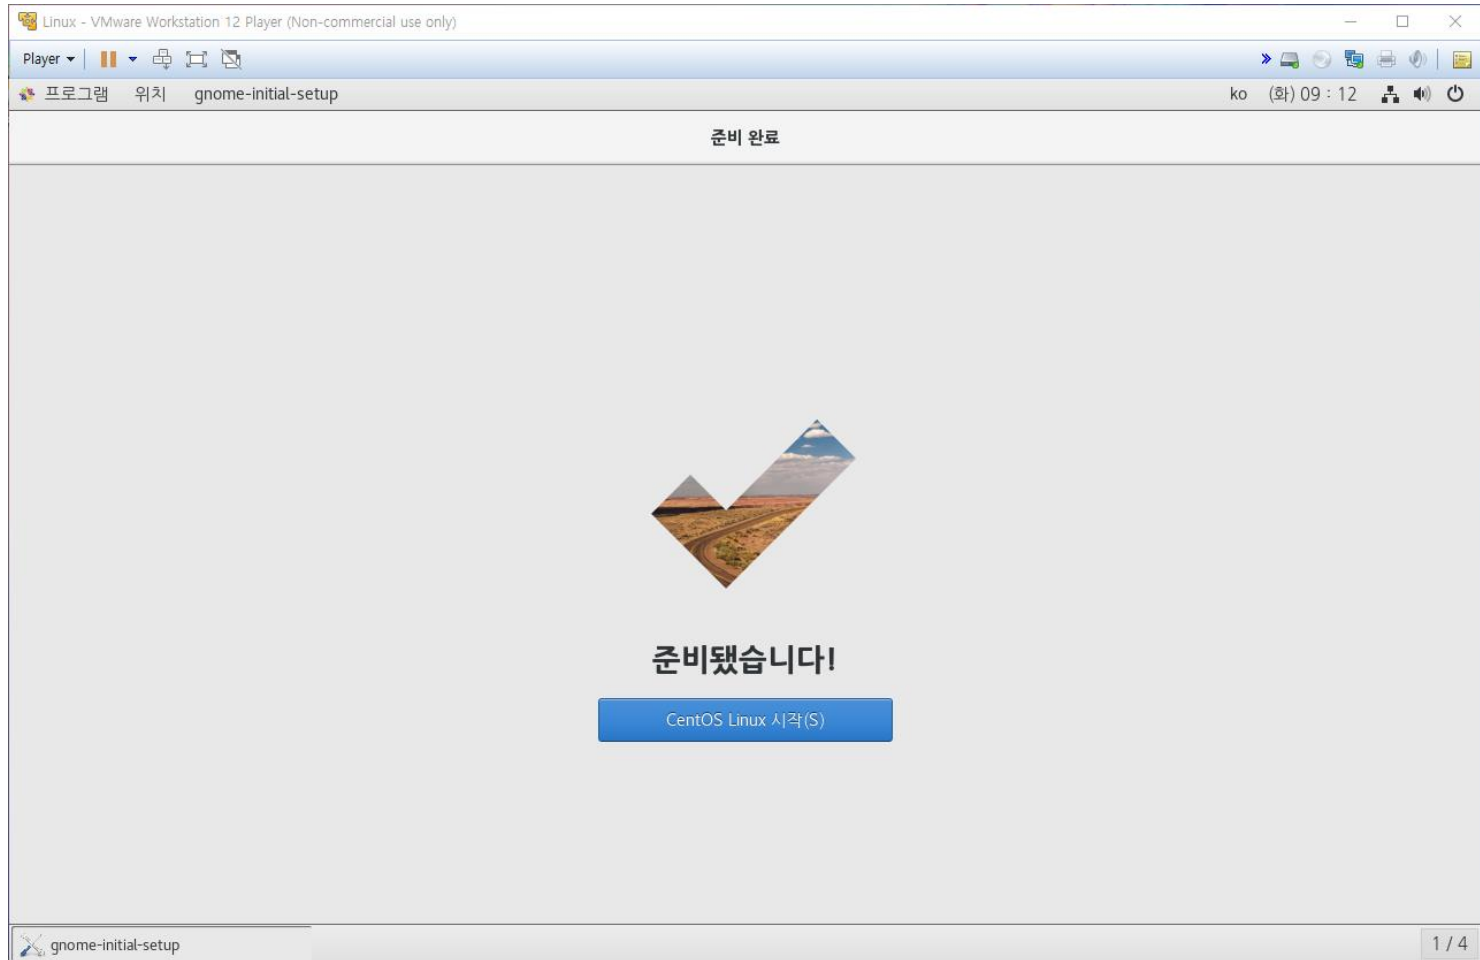 Linux - VMware Workstation 12 Player (Non-commercial use only)
Player
프로그램 위치 gnome-initial-setup ko (화) 09 : 12
준비 완료
준비됐습니다!
CentOS Linux 시작(S)
gnome-initial-setup 1 / 4